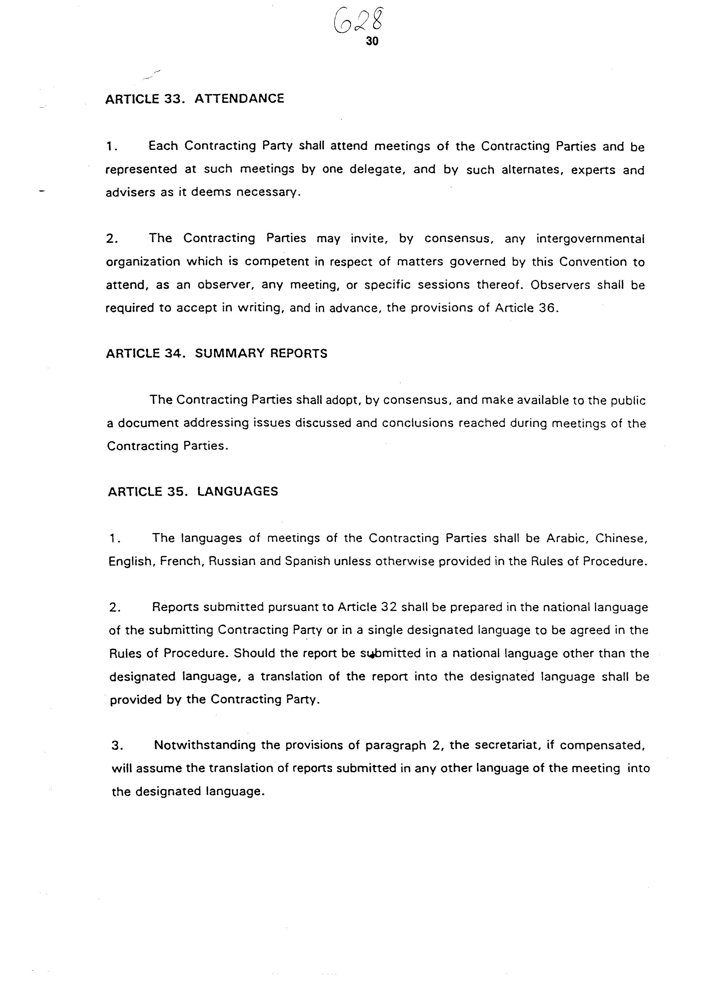 628
30
ARTICLE 33. ATTENDANCE
1. Each Contracting Party shall attend meetings of the Contracting Parties and be
represented at such meetings by one delegate, and by such alternates, experts and
advisers as it deems necessary.
2. The Contracting Parties may invite, by consensus, any intergovernmental
organization which is competent in respect of matters governed by this Convention to
attend, as an observer, any meeting, or specific sessions thereof. Observers shall be
required to accept in writing, and in advance, the provisions of Article 36.
ARTICLE 34. SUMMARY REPORTS
The Contracting Parties shall adopt, by consensus, and make available to the public
a document addressing issues discussed and conclusions reached during meetings of the
Contracting Parties.
ARTICLE 35. LANGUAGES
1. The languages of meetings of the Contracting Parties shall be Arabic, Chinese,
English, French, Russian and Spanish unless otherwise provided in the Rules of Procedure.
2. Reports submitted pursuant to Article 32 shall be prepared in the national language
of the submitting Contracting Party or in a single designated language to be agreed in the
Rules of Procedure. Should the report be submitted in a national language other than the
designated language, a translation of the report into the designated language shall be
provided by the Contracting Party.
3. Notwithstanding the provisions of paragraph 2, the secretariat, if compensated,
will assume the translation of reports submitted in any other language of the meeting into
the designated language.